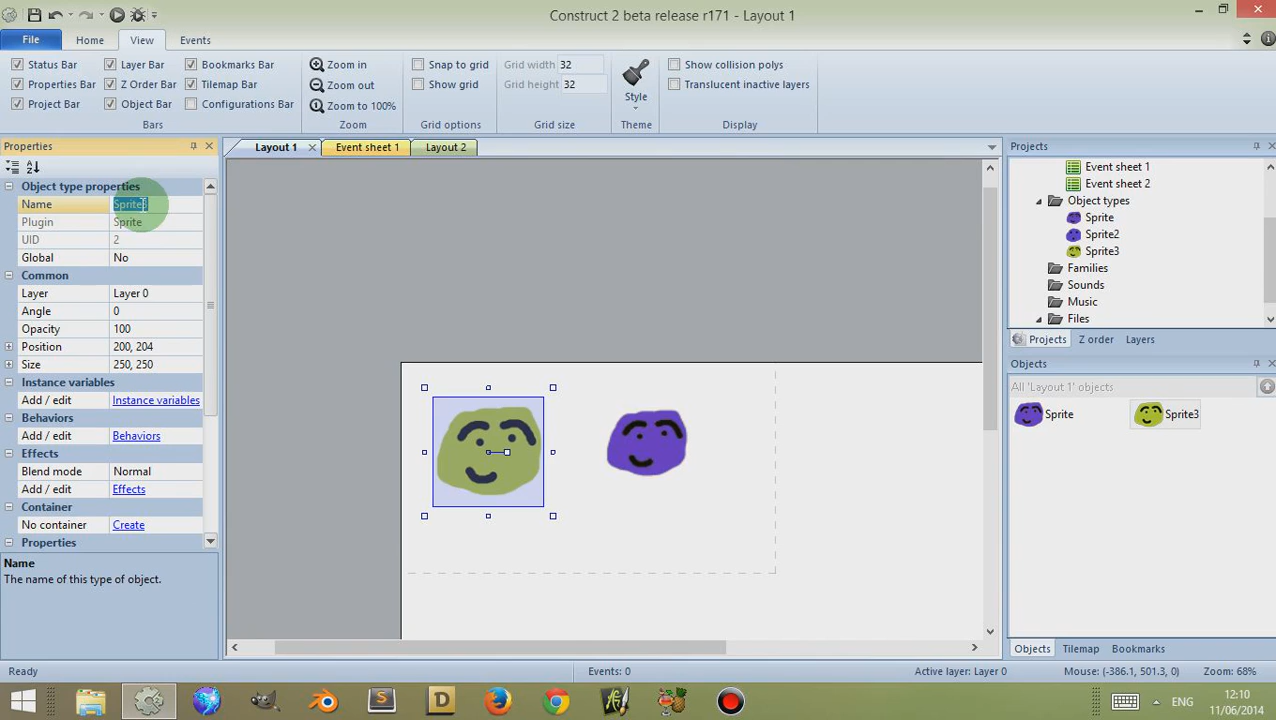 Construct 2 beta release r171 - Layout 1
File Home View Events
Status Bar Layer Bar Bookmarks Bar Zoom in Snap to grid Grid width 32 Show collision polys
Properties Bar Z Order Bar Tilemap Bar Zoom out Show grid Grid height 32 Style Translucent inactive layers
Project Bar Object Bar Configurations Bar Zoom to 100%
Bars Zoom Grid options Grid size Theme Display
Properties
Layout 1 Event sheet 1 Layout 2
Object type properties
Name Sprite3
Plugin Sprite
UID 2
Global No
Common
Layer Layer 0
Angle 0
Opacity 100
Position 200, 204
Size 250, 250
Instance variables
Add / edit Instance variables
Behaviors
Add / edit Behaviors
Effects
Blend mode Normal
Add / edit Effects
Container
No container Create
Properties
Name
The name of this type of object.
Projects
Event sheet 1
Event sheet 2
Object types
Sprite
Sprite2
Sprite3
Families
Sounds
Music
Files
Projects Z order Layers
Objects
All 'Layout 1' objects
Sprite Sprite3
Objects Tilemap Bookmarks
Ready Events: 0 Active layer: Layer 0 Mouse: (-386.1, 501.3, 0) Zoom: 68%
ENG
12:10
11/06/2014